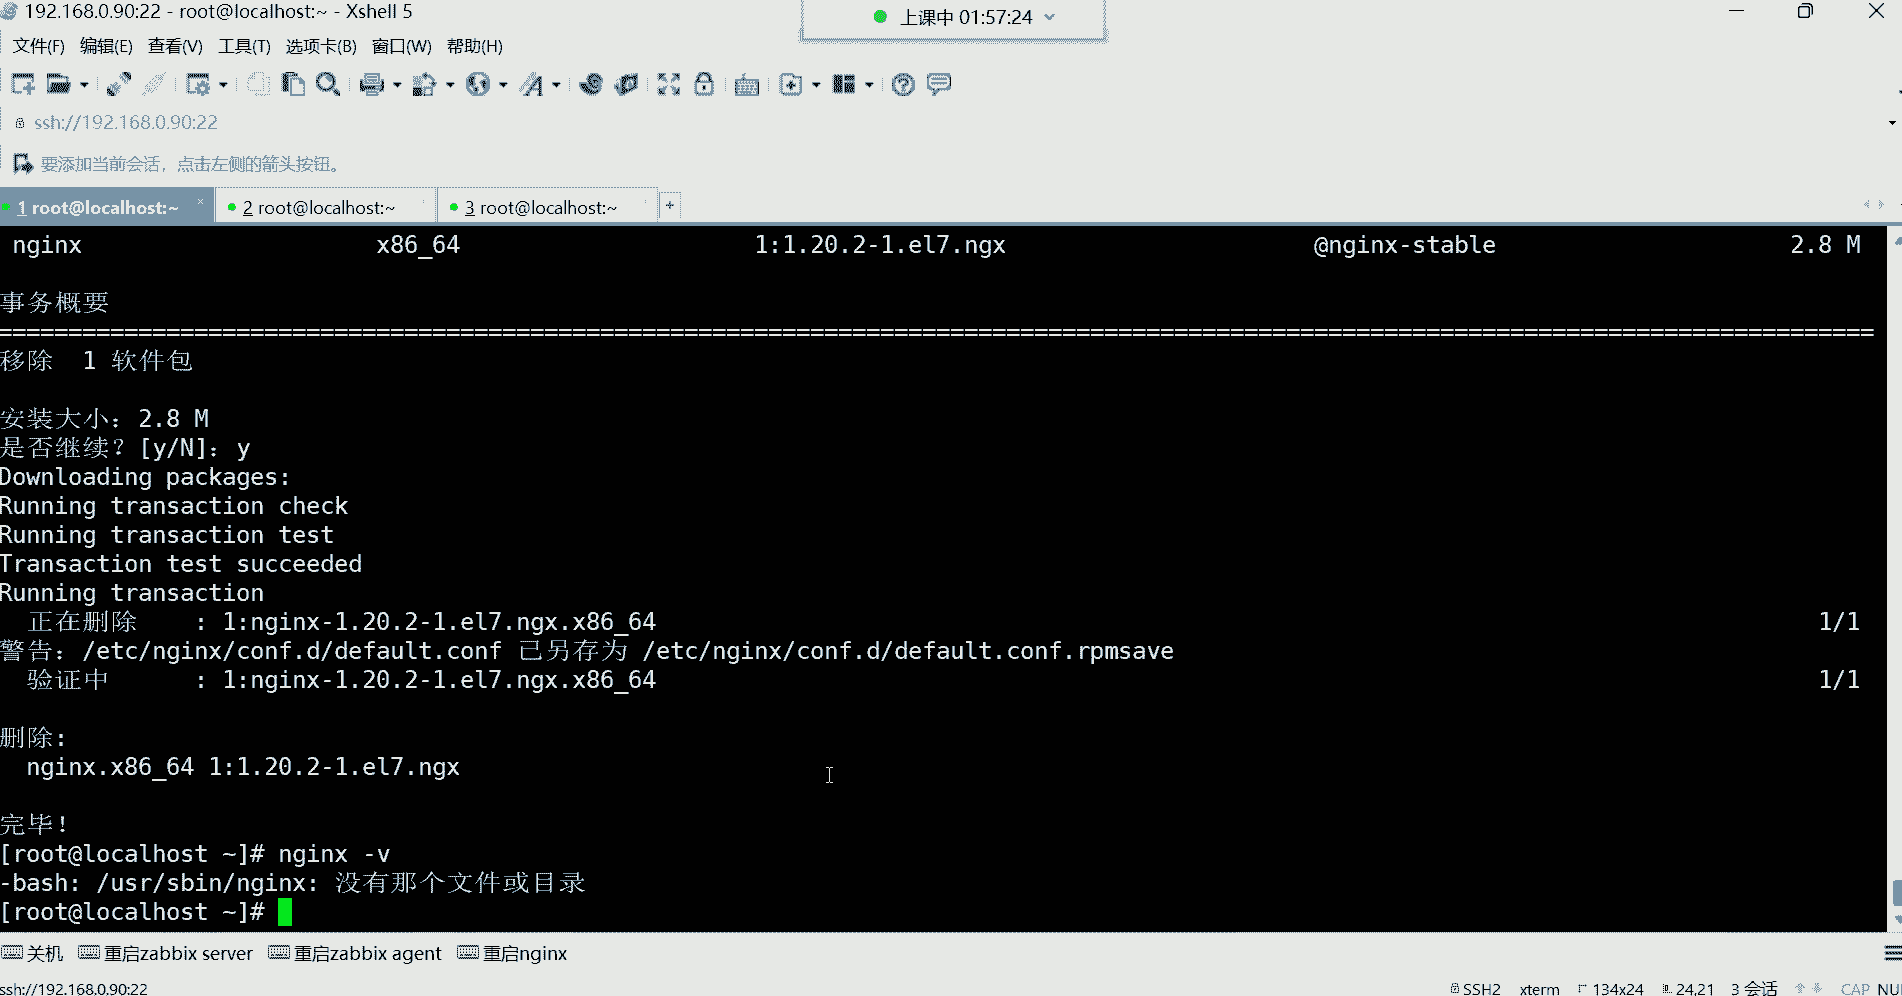 192.168.0.90:22 - root@localhost:~ - Xshell 5
上课中 01:57:24
文件(F) 编辑(E) 查看(V) 工具(T) 选项卡(B) 窗口(W) 帮助(H)
ssh://192.168.0.90:22
要添加当前会话，点击左侧的箭头按钮。
1 root@localhost:~ × 2 root@localhost:~ 3 root@localhost:~ +
nginx x86_64 1:1.20.2-1.el7.ngx @nginx-stable 2.8 M
事务概要
================================================================================
移除 1 软件包
安装大小：2.8 M
是否继续？[y/N]：y
Downloading packages:
Running transaction check
Running transaction test
Transaction test succeeded
Running transaction
正在删除 : 1:nginx-1.20.2-1.el7.ngx.x86_64 1/1
警告：/etc/nginx/conf.d/default.conf 已另存为 /etc/nginx/conf.d/default.conf.rpmsave
验证中 : 1:nginx-1.20.2-1.el7.ngx.x86_64 1/1
删除:
nginx.x86_64 1:1.20.2-1.el7.ngx
完毕！
[root@localhost ~]# nginx -v
-bash: /usr/sbin/nginx: 没有那个文件或目录
[root@localhost ~]#
关机 重启zabbix server 重启zabbix agent 重启nginx
ssh://192.168.0.90:22 SSH2 xterm 134x24 24,21 3 会话 CAP NU